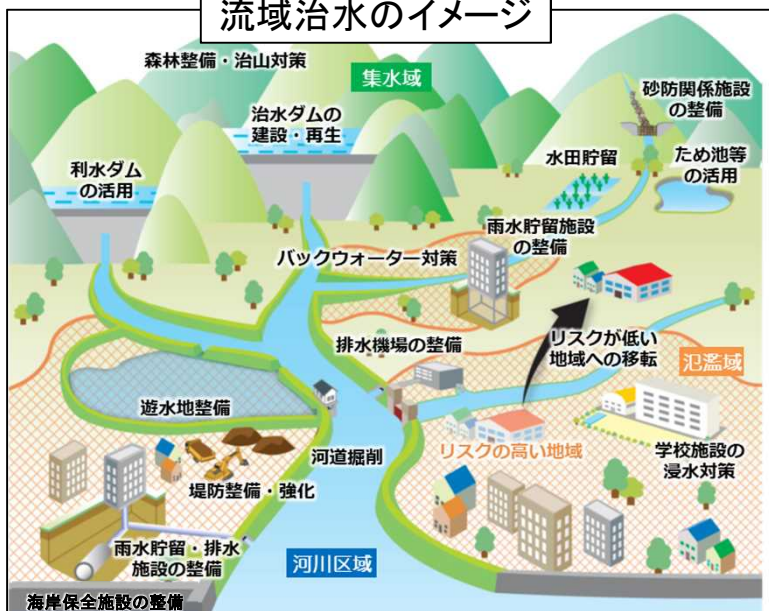 流域治水のイメージ
森林整備・治山対策
集水域
砂防関係施設
の整備
治水ダムの
建設・再生
水田貯留
ため池等
の活用
利水ダム
の活用
雨水貯留施設
の整備
バックウォーター対策
排水機場の整備
リスクが低い
地域への移転
氾濫域
遊水地整備
リスクの高い地域
学校施設の
浸水対策
河道掘削
堤防整備・強化
雨水貯留・排水
施設の整備
河川区域
海岸保全施設の整備